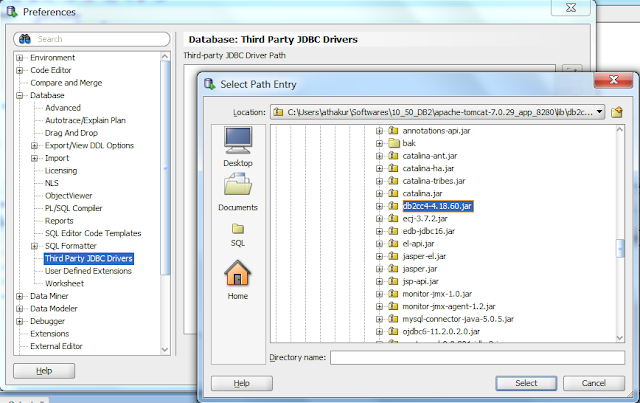 Preferences
Search
Environment
Code Editor
Compare and Merge
Database
Advanced
Autotrace/Explain Plan
Drag And Drop
Export/View DDL Options
Import
Licensing
NLS
ObjectViewer
PL/SQL Compiler
Reports
SQL Editor Code Templates
SQL Formatter
Third Party JDBC Drivers
User Defined Extensions
Worksheet
Data Miner
Data Modeler
Debugger
Extensions
External Editor
Help
Database: Third Party JDBC Drivers
Third-party JDBC Driver Path
Select Path Entry
Location: C:\Users\athakur\Softwares\10_50_DB2\apache-tomcat-7.0.29_app_8280\lib\db2c...
Desktop
Documents
SQL
Home
annotations-api.jar
bak
catalina-ant.jar
catalina-ha.jar
catalina-tribes.jar
catalina.jar
db2cc4-4.18.60.jar
ecj-3.7.2.jar
edb-jdbc16.jar
el-api.jar
jasper-el.jar
jasper.jar
jsp-api.jar
monitor-jmx-1.0.jar
monitor-jmx-agent-1.2.jar
mysql-connector-java-5.0.5.jar
ojdbc6-11.2.0.2.0.jar
Directory name:
Help
Select
Cancel